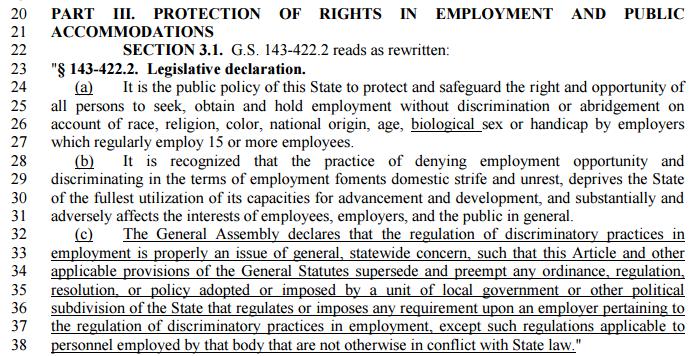 20 PART III. PROTECTION OF RIGHTS IN EMPLOYMENT AND PUBLIC
21 ACCOMMODATIONS
22 SECTION 3.1. G.S. 143-422.2 reads as rewritten:
23 "§ 143-422.2. Legislative declaration.
24 (a) It is the public policy of this State to protect and safeguard the right and opportunity of
25 all persons to seek, obtain and hold employment without discrimination or abridgement on
26 account of race, religion, color, national origin, age, biological sex or handicap by employers
27 which regularly employ 15 or more employees.
28 (b) It is recognized that the practice of denying employment opportunity and
29 discriminating in the terms of employment foments domestic strife and unrest, deprives the State
30 of the fullest utilization of its capacities for advancement and development, and substantially and
31 adversely affects the interests of employees, employers, and the public in general.
32 (c) The General Assembly declares that the regulation of discriminatory practices in
33 employment is properly an issue of general, statewide concern, such that this Article and other
34 applicable provisions of the General Statutes supersede and preempt any ordinance, regulation,
35 resolution, or policy adopted or imposed by a unit of local government or other political
36 subdivision of the State that regulates or imposes any requirement upon an employer pertaining to
37 the regulation of discriminatory practices in employment, except such regulations applicable to
38 personnel employed by that body that are not otherwise in conflict with State law."